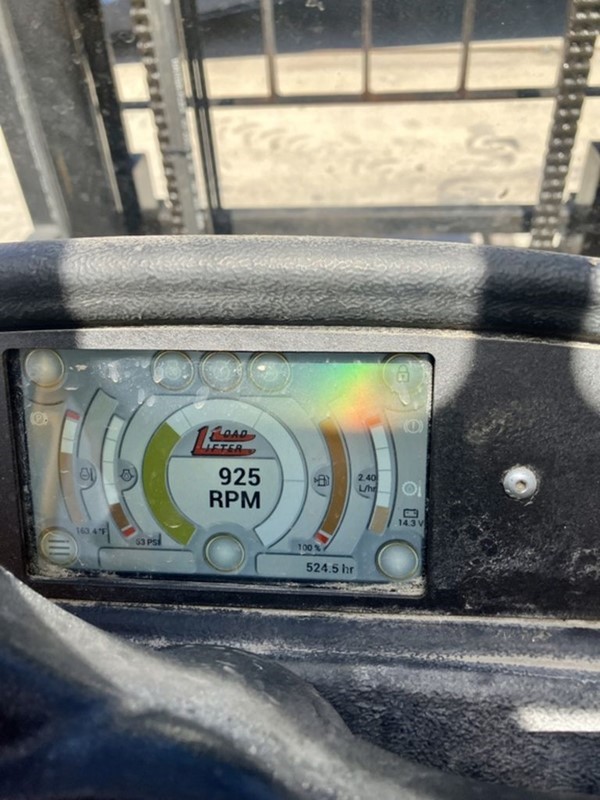 LOAD
LIFTER
925
RPM
2.40
L/hr
14.3 V
163.4 °F
53 PSI
100 %
524.5 hr